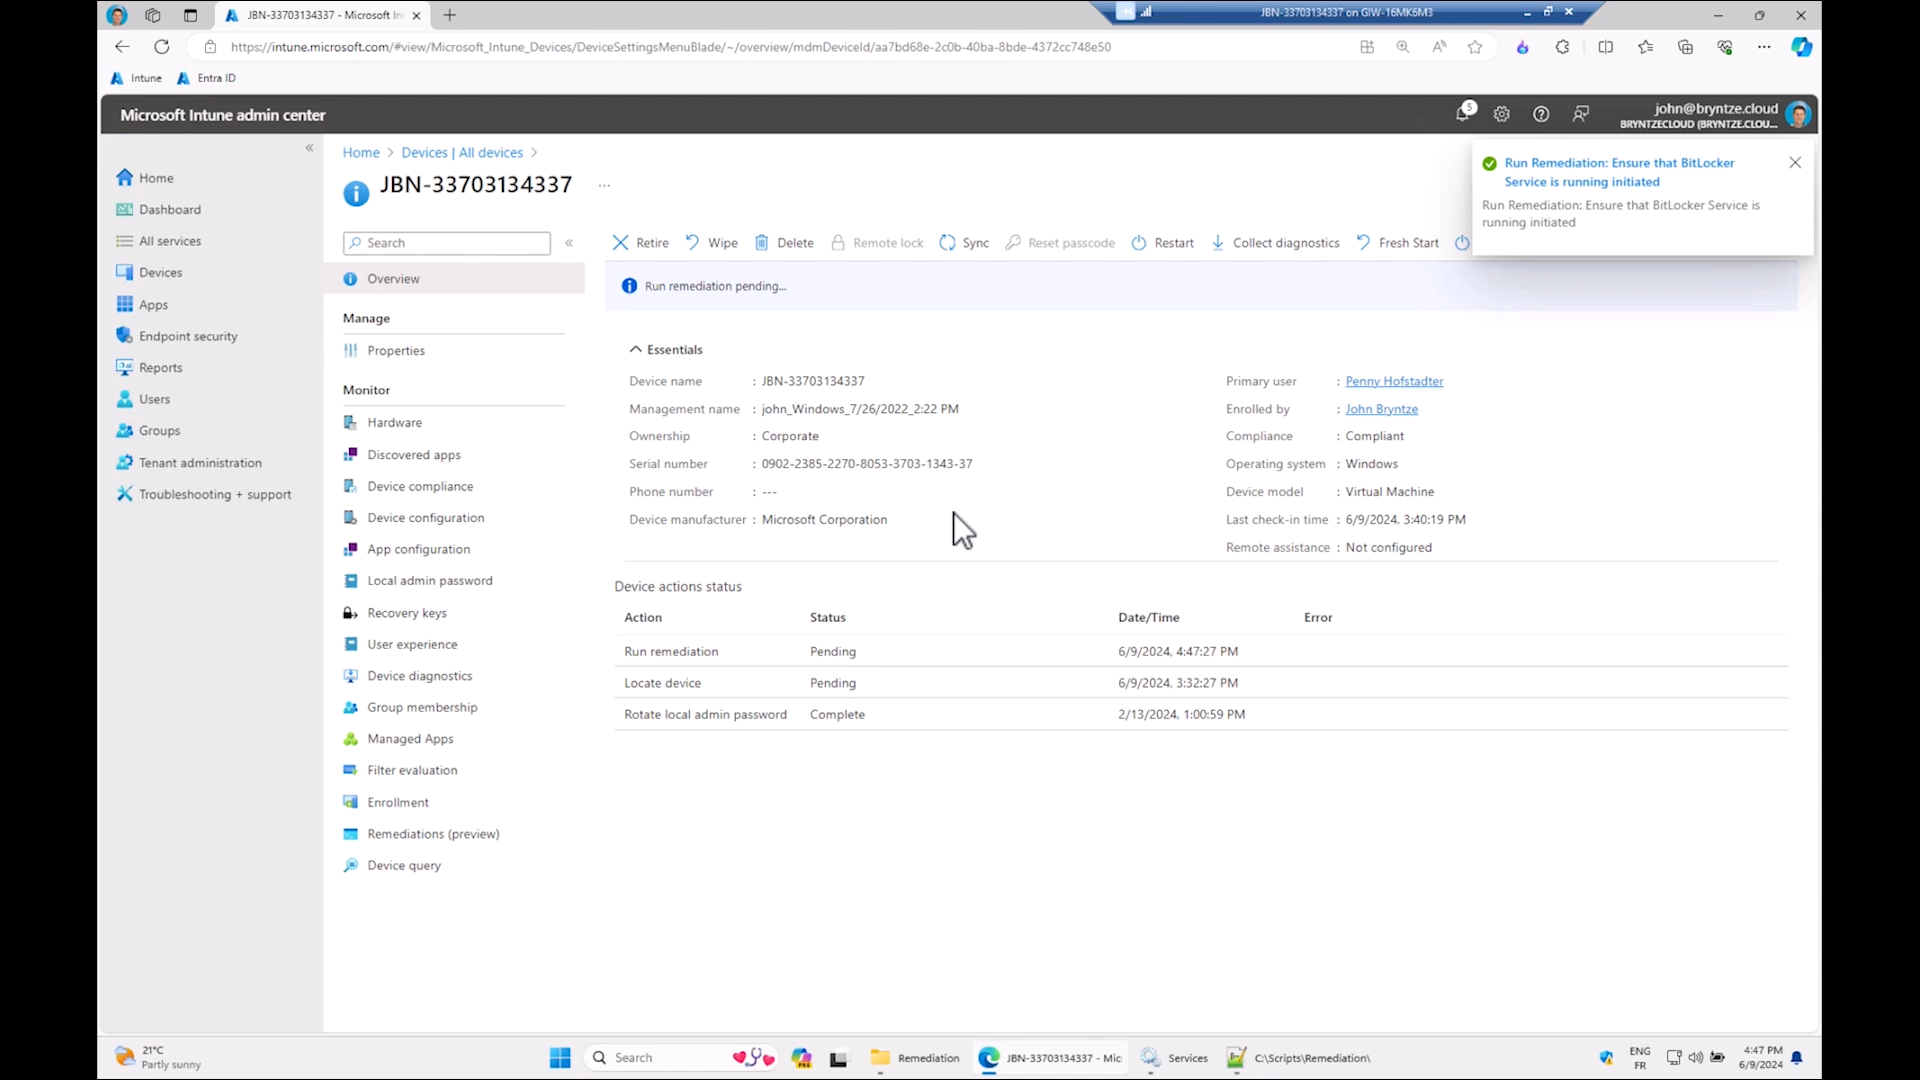 JBN-33703134337 - Microsoft Int
JBN-33703134337 on GIW-16MK6M3
https://intune.microsoft.com/#view/Microsoft_Intune_Devices/DeviceSettingsMenuBlade/~/overview/mdmDeviceId/aa7bd68e-2c0b-40ba-8bde-4372cc748e50
Intune
Entra ID
Microsoft Intune admin center
5
john@bryntze.cloud
BRYNTZECLOUD (BRYNTZE.CLOU...
Home
Dashboard
All services
Devices
Apps
Endpoint security
Reports
Users
Groups
Tenant administration
Troubleshooting + support
Home > Devices | All devices >
JBN-33703134337 ...
Run Remediation: Ensure that BitLocker
Service is running initiated
Run Remediation: Ensure that BitLocker Service is
running initiated
Search
Overview
Manage
Properties
Monitor
Hardware
Discovered apps
Device compliance
Device configuration
App configuration
Local admin password
Recovery keys
User experience
Device diagnostics
Group membership
Managed Apps
Filter evaluation
Enrollment
Remediations (preview)
Device query
Retire Wipe Delete Remote lock Sync Reset passcode Restart Collect diagnostics Fresh Start
Run remediation pending...
Essentials
Device name : JBN-33703134337
Management name : john_Windows_7/26/2022_2:22 PM
Ownership : Corporate
Serial number : 0902-2385-2270-8053-3703-1343-37
Phone number : ---
Device manufacturer : Microsoft Corporation
Primary user : Penny Hofstadter
Enrolled by : John Bryntze
Compliance : Compliant
Operating system : Windows
Device model : Virtual Machine
Last check-in time : 6/9/2024, 3:40:19 PM
Remote assistance : Not configured
Device actions status
Action Status Date/Time Error
Run remediation Pending 6/9/2024, 4:47:27 PM
Locate device Pending 6/9/2024, 3:32:27 PM
Rotate local admin password Complete 2/13/2024, 1:00:59 PM
21°C
Partly sunny
Search
PRE
Remediation
JBN-33703134337 - Mic
Services
C:\Scripts\Remediation\
ENG
FR
4:47 PM
6/9/2024